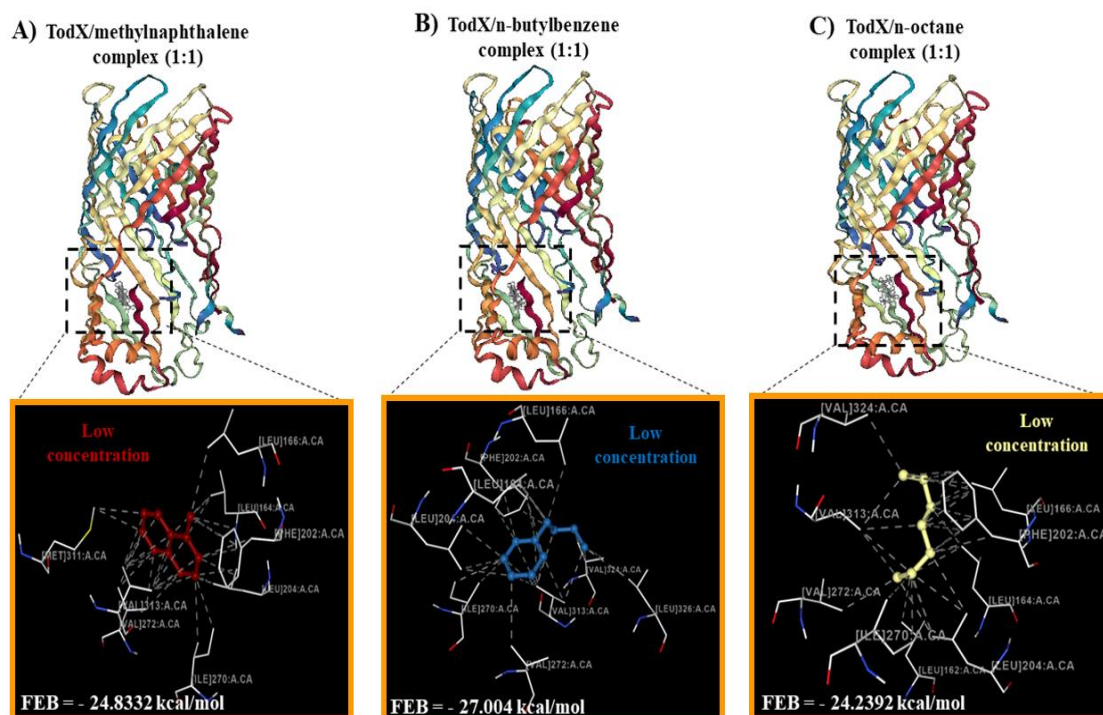 A) TodX/methylnaphthalene
complex (1:1)
B) TodX/n-butylbenzene
complex (1:1)
C) TodX/n-octane
complex (1:1)
Low
concentration
[LEU]166:A.CA
[LEU]164:A.CA
[PHE]202:A.CA
[MET]311:A.CA
[LEU]204:A.CA
[VAL]313:A.CA
[VAL]272:A.CA
[ILE]270:A.CA
FEB = - 24.8332 kcal/mol
[LEU]166:A.CA
Low
concentration
[PHE]202:A.CA
[LEU]164:A.CA
[LEU]204:A.CA
[VAL]324:A.CA
[ILE]270:A.CA
[VAL]313:A.CA
[LEU]326:A.CA
[VAL]272:A.CA
FEB = - 27.004 kcal/mol
[VAL]324:A.CA
Low
concentration
[VAL]313:A.CA
[LEU]166:A.CA
[PHE]202:A.CA
[VAL]272:A.CA
[LEU]164:A.CA
[ILE]270:A.CA
[LEU]162:A.CA
[LEU]204:A.CA
FEB = - 24.2392 kcal/mol